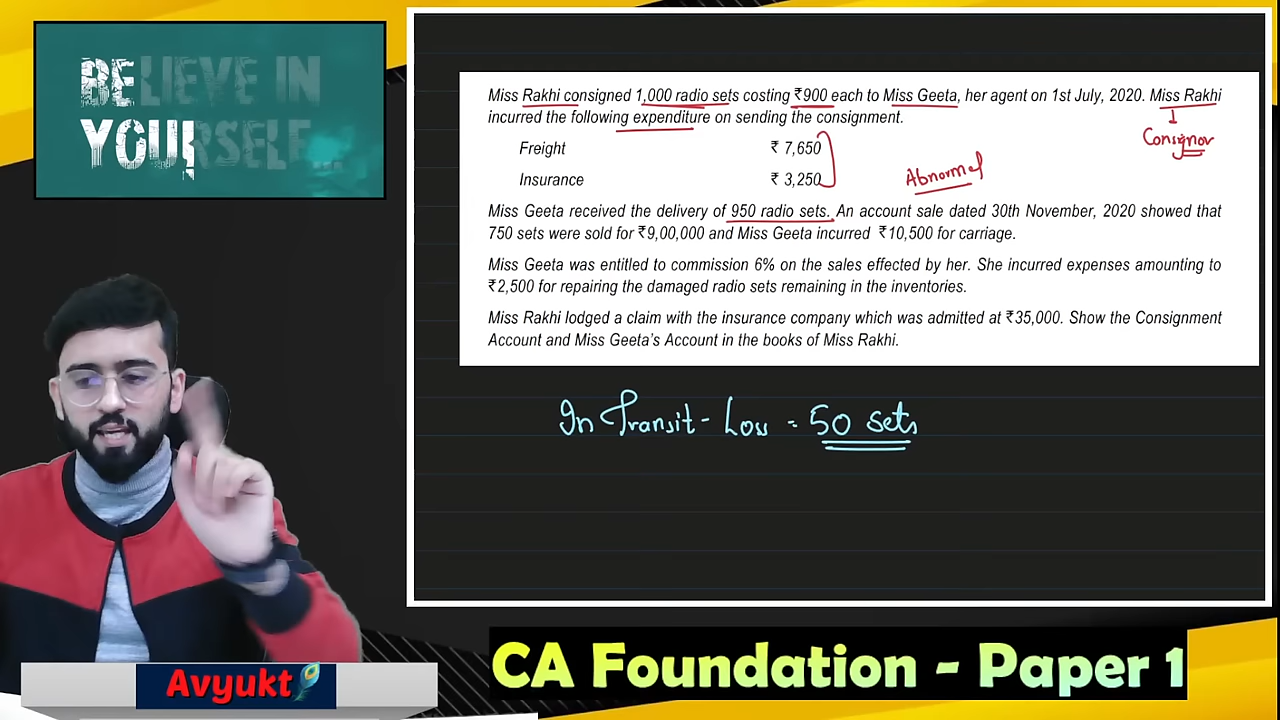 BELIEVE IN
YOURSELF...
Miss Rakhi consigned 1,000 radio sets costing ₹900 each to Miss Geeta, her agent on 1st July, 2020. Miss Rakhi
incurred the following expenditure on sending the consignment.
Consignor
Freight ₹ 7,650
Insurance ₹ 3,250
Abnormal
Miss Geeta received the delivery of 950 radio sets. An account sale dated 30th November, 2020 showed that
750 sets were sold for ₹9,00,000 and Miss Geeta incurred ₹10,500 for carriage.
Miss Geeta was entitled to commission 6% on the sales effected by her. She incurred expenses amounting to
₹2,500 for repairing the damaged radio sets remaining in the inventories.
Miss Rakhi lodged a claim with the insurance company which was admitted at ₹35,000. Show the Consignment
Account and Miss Geeta's Account in the books of Miss Rakhi.
In Transit - Loss = 50 sets
Avyukt
CA Foundation - Paper 1